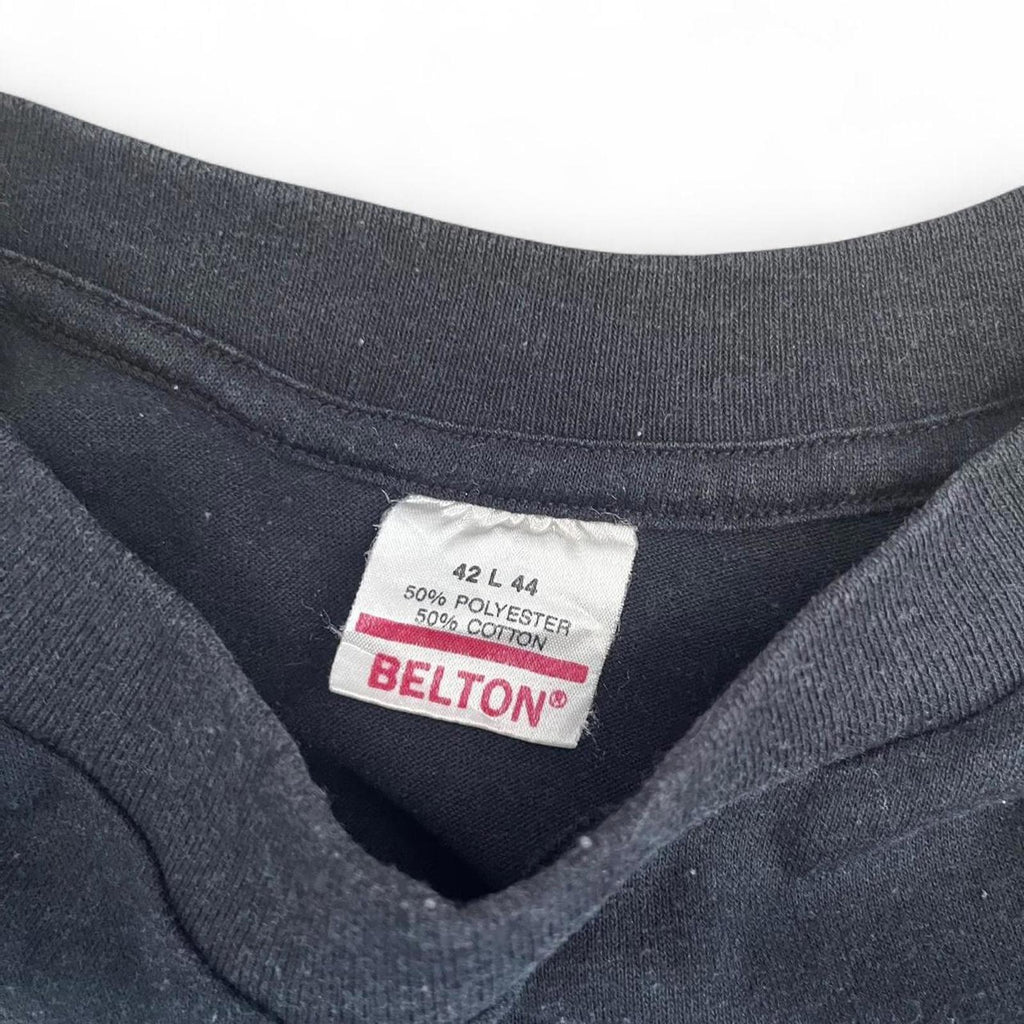 42 L 44
50% POLYESTER
50% COTTON
BELTON®